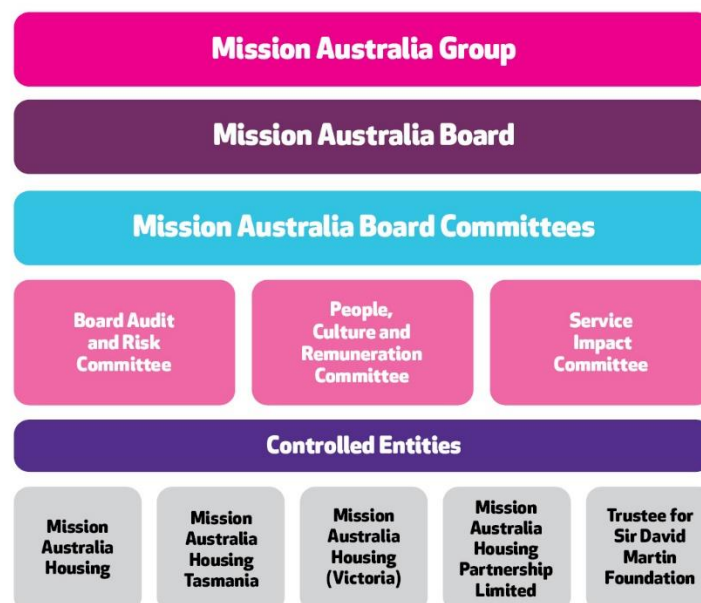 Mission Australia Group
Mission Australia Board
Mission Australia Board Committees
Board Audit
and Risk
Committee
People,
Culture and
Remuneration
Committee
Service
Impact
Committee
Controlled Entities
Mission
Australia
Housing
Mission
Australia
Housing
Tasmania
Mission
Australia
Housing
(Victoria)
Mission
Australia
Housing
Partnership
Limited
Trustee for
Sir David
Martin
Foundation